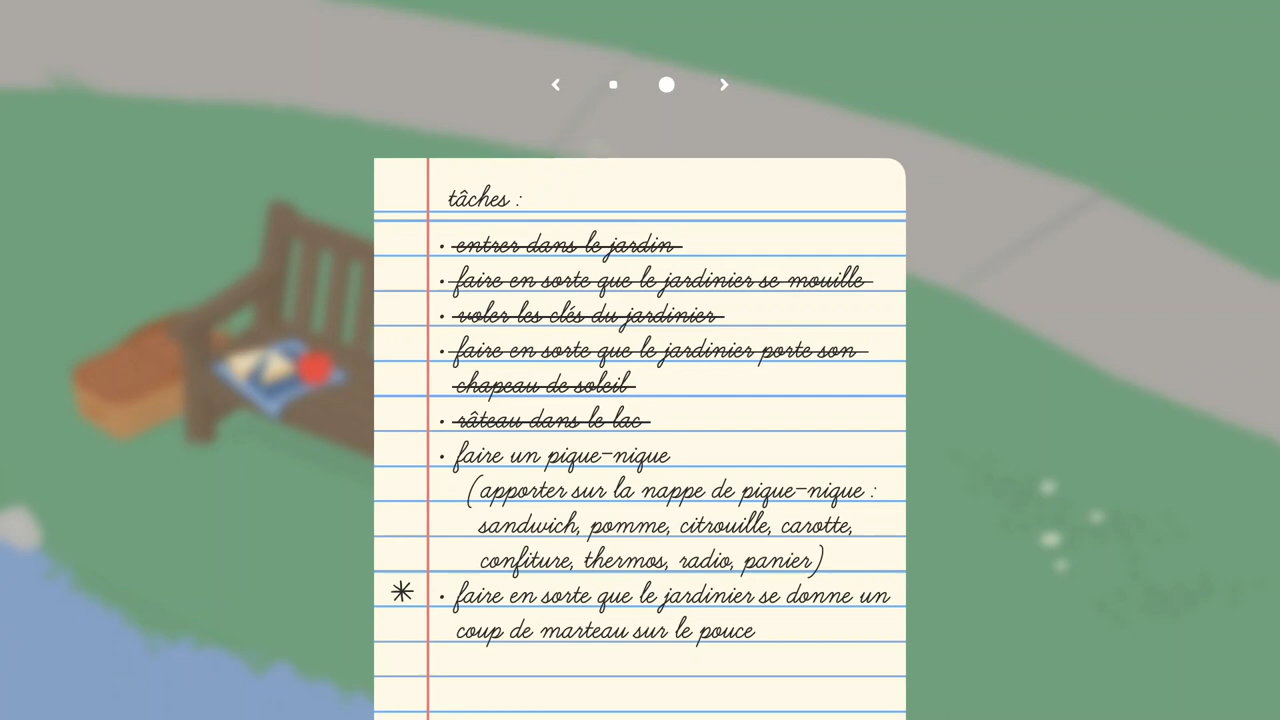 tâches :
• entrer dans le jardin
• faire en sorte que le jardinier se mouille
• voler les clés du jardinier
• faire en sorte que le jardinier porte son
chapeau de soleil
• râteau dans le lac
• faire un pique-nique
(apporter sur la nappe de pique-nique :
sandwich, pomme, citrouille, carotte,
confiture, thermos, radio, panier)
• faire en sorte que le jardinier se donne un
coup de marteau sur le pouce